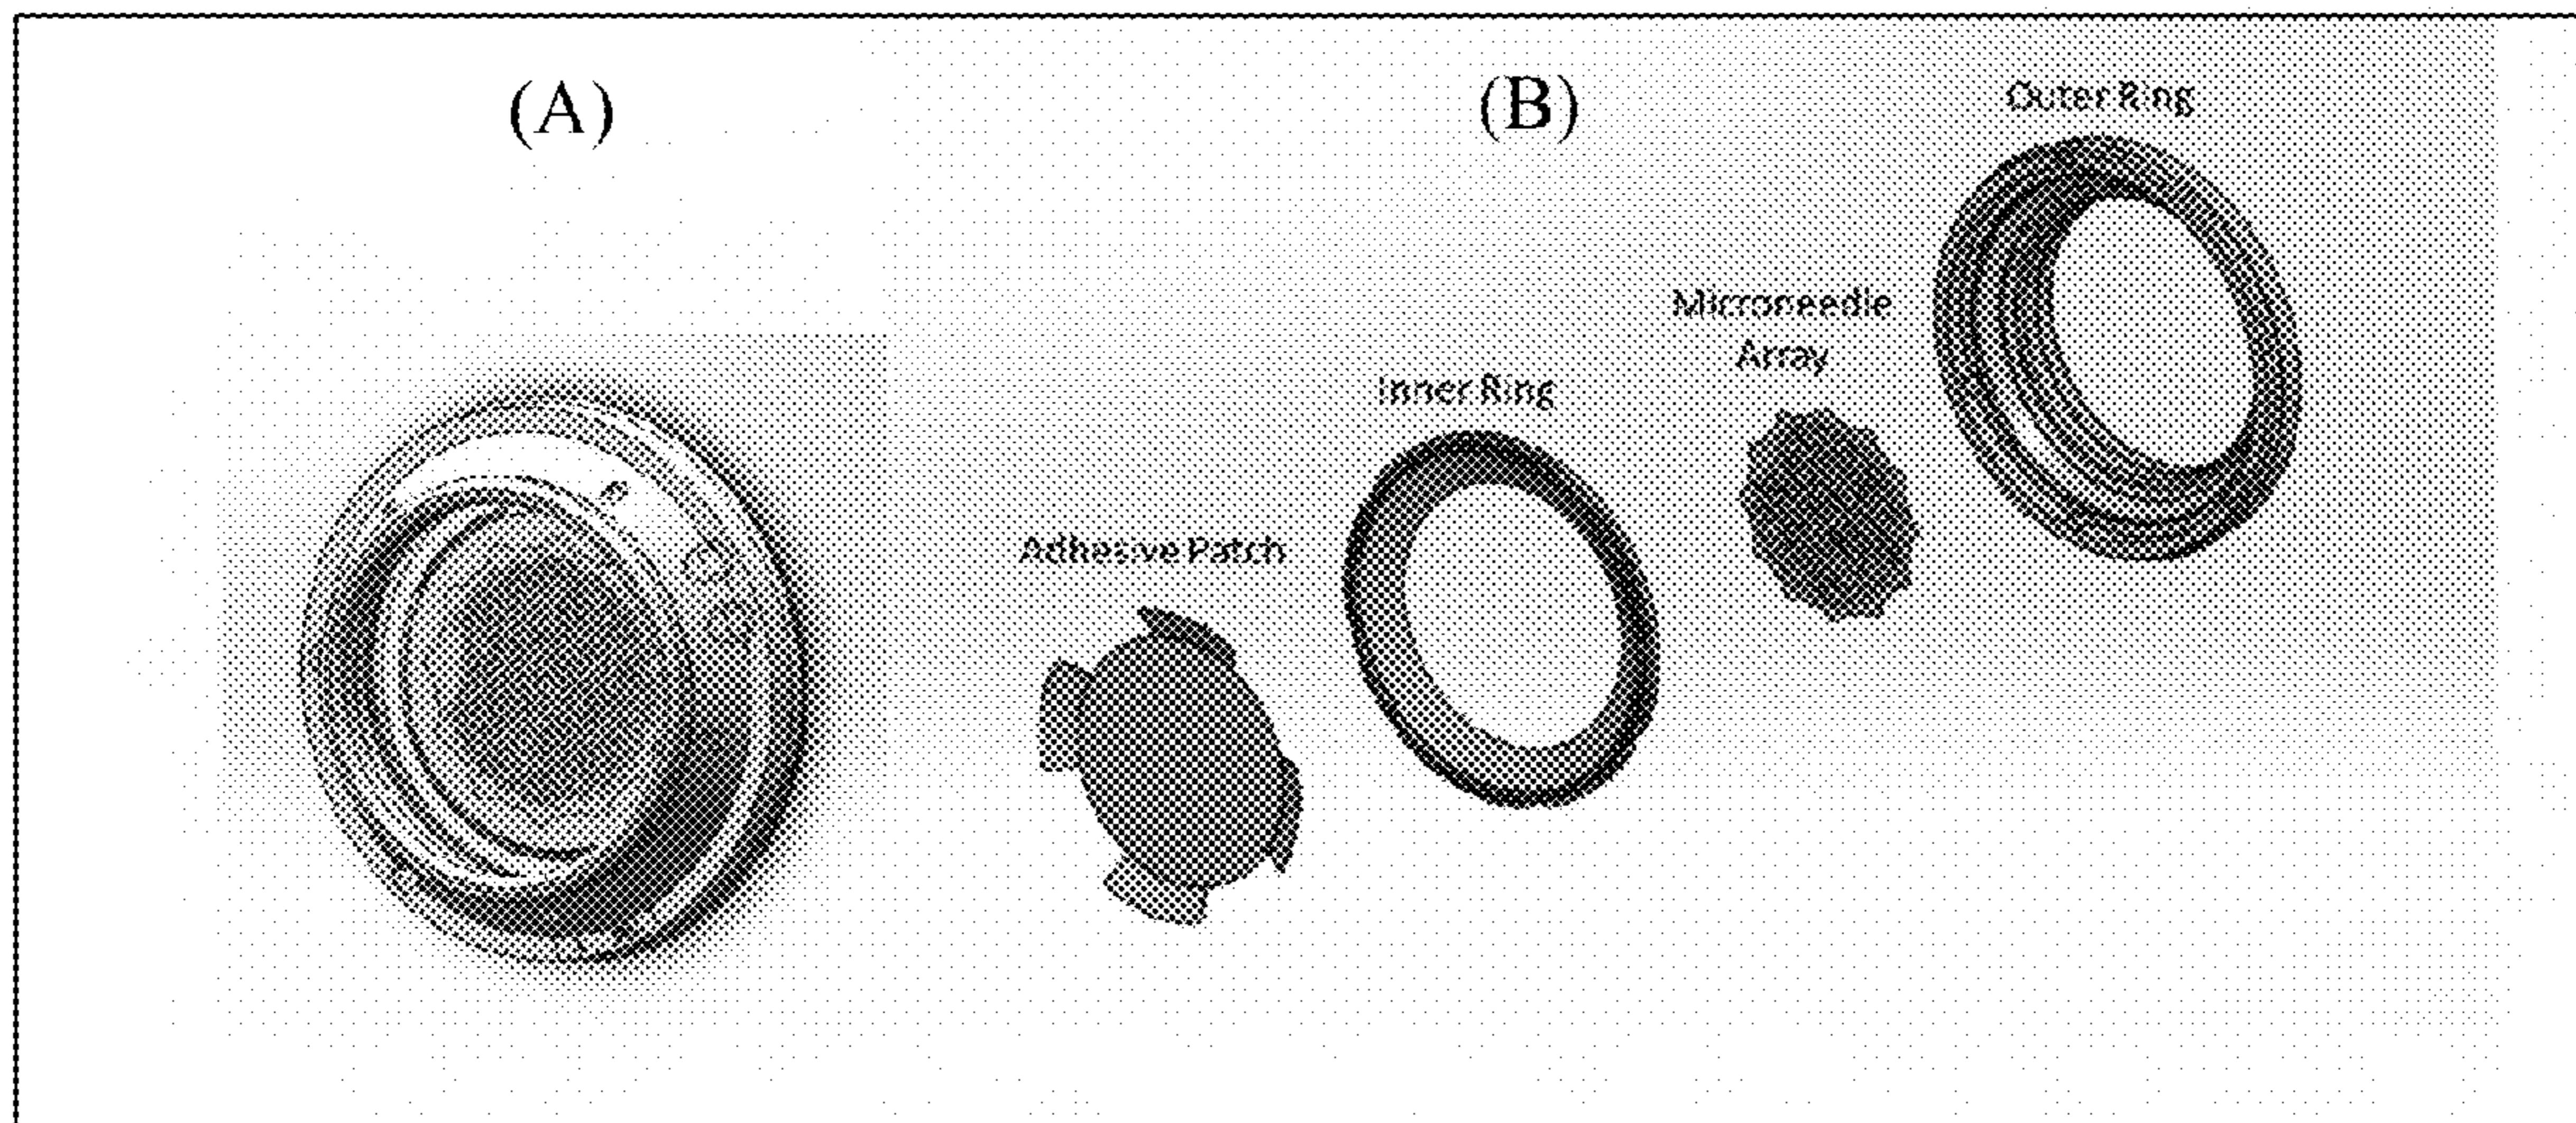 (A)
(B)
Outer Ring
Microneedle
Array
Inner Ring
Adhesive Patch